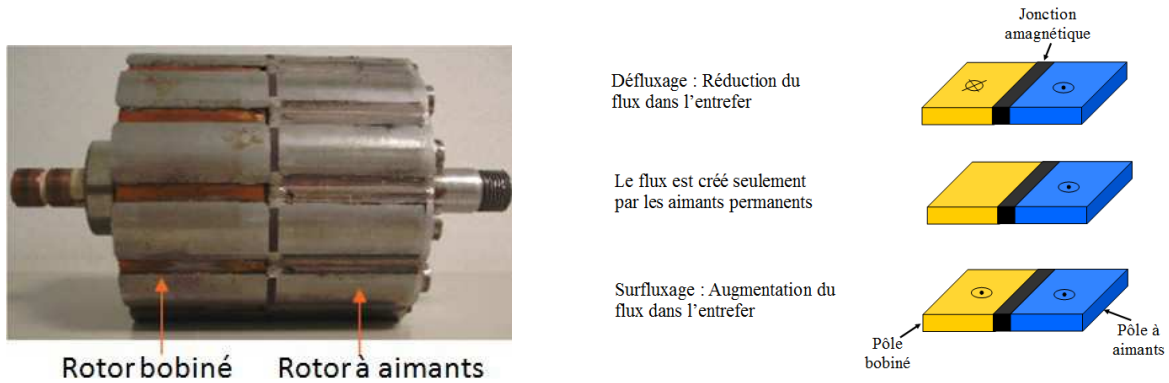 Rotor bobiné
Rotor à aimants
Jonction
amagnétique
Défluxage : Réduction du
flux dans l'entrefer
Le flux est créé seulement
par les aimants permanents
Surfluxage : Augmentation du
flux dans l'entrefer
Pôle
bobiné
Pôle à
aimants